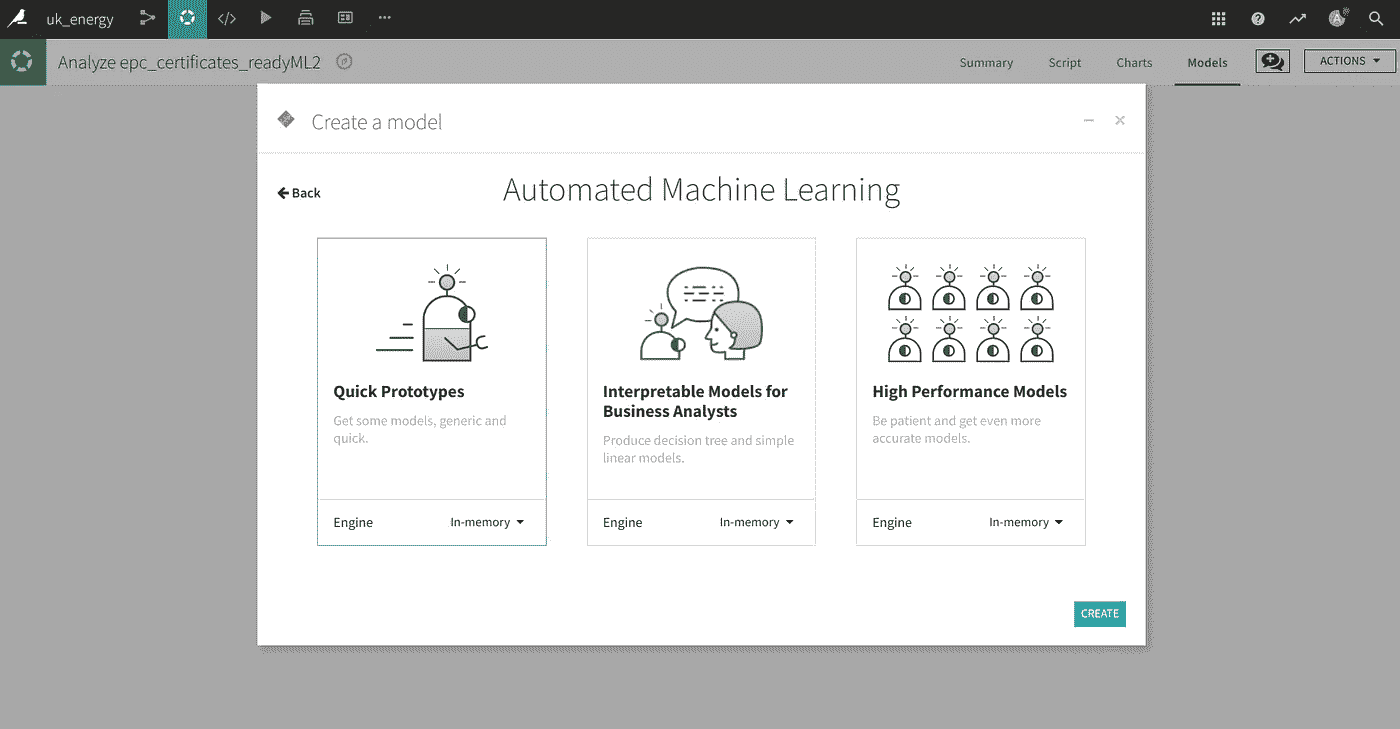 uk_energy
Analyze epc_certificates_readyML2
Summary
Script
Charts
Models
ACTIONS
Create a model
Back
Automated Machine Learning
Quick Prototypes
Get some models, generic and
quick.
Engine
In-memory
Interpretable Models for
Business Analysts
Produce decision tree and simple
linear models.
Engine
In-memory
High Performance Models
Be patient and get even more
accurate models.
Engine
In-memory
CREATE